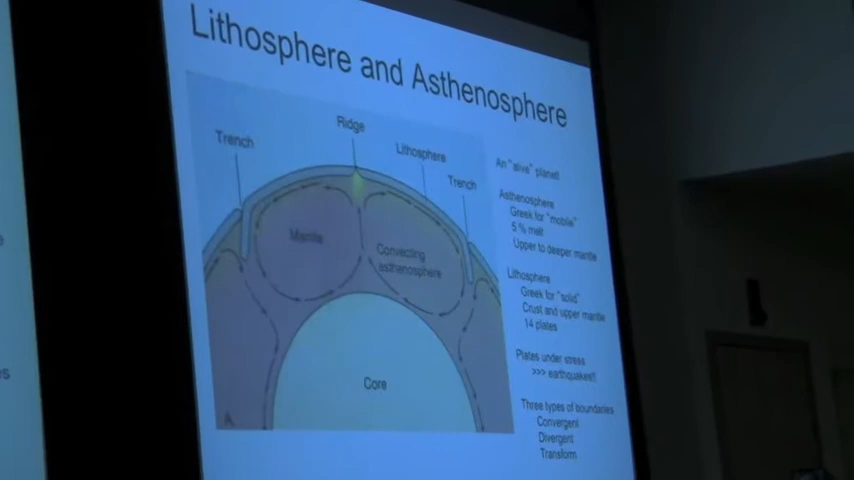 Lithosphere and Asthenosphere
Trench
Ridge
Lithosphere
Trench
Mantle
Convecting
asthenosphere
Core
A
An "alive" planet!
Asthenosphere
Greek for "mobile"
5 % melt
Upper to deeper mantle
Lithosphere
Greek for "solid"
Crust and upper mantle
14 plates
Plates under stress
>>> earthquakes!!
Three types of boundaries
Convergent
Divergent
Transform